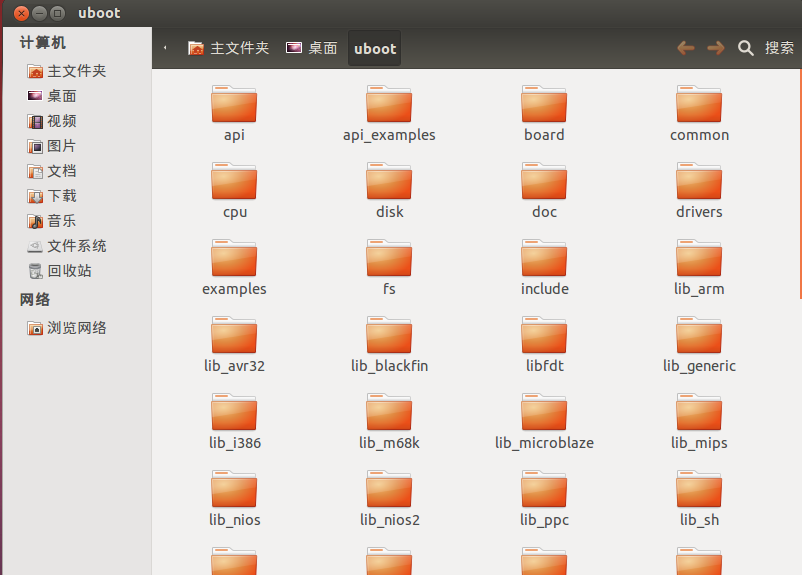 uboot
计算机
主文件夹
桌面
视频
图片
文档
下载
音乐
文件系统
回收站
网络
浏览网络
主文件夹 桌面 uboot 搜索
api api_examples board common
cpu disk doc drivers
examples fs include lib_arm
lib_avr32 lib_blackfin libfdt lib_generic
lib_i386 lib_m68k lib_microblaze lib_mips
lib_nios lib_nios2 lib_ppc lib_sh